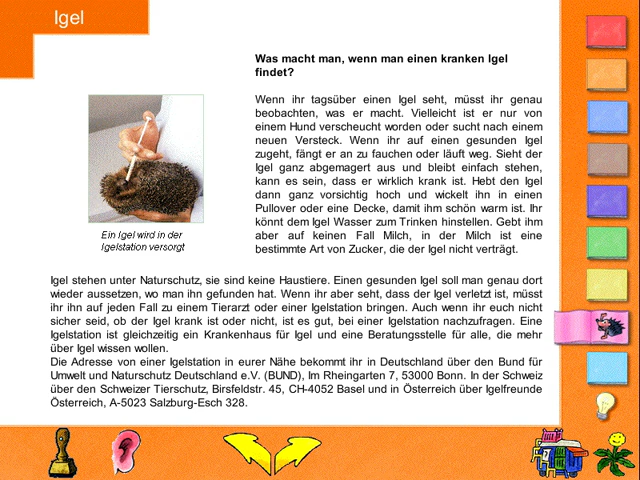 Igel
Was macht man, wenn man einen kranken Igel
findet?
Wenn ihr tagsüber einen Igel seht, müsst ihr genau
beobachten, was er macht. Vielleicht ist er nur von
einem Hund verscheucht worden oder sucht nach einem
neuen Versteck. Wenn ihr auf einen gesunden Igel
zugeht, fängt er an zu fauchen oder läuft weg. Sieht der
Igel ganz abgemagert aus und bleibt einfach stehen,
kann es sein, dass er wirklich krank ist. Hebt den Igel
dann ganz vorsichtig hoch und wickelt ihn in einen
Pullover oder eine Decke, damit ihm schön warm ist. Ihr
könnt dem Igel Wasser zum Trinken hinstellen. Gebt ihm
aber auf keinen Fall Milch, in der Milch ist eine
bestimmte Art von Zucker, die der Igel nicht verträgt.
Ein Igel wird in der
Igelstation versorgt
Igel stehen unter Naturschutz, sie sind keine Haustiere. Einen gesunden Igel soll man genau dort
wieder aussetzen, wo man ihn gefunden hat. Wenn ihr aber seht, dass der Igel verletzt ist, müsst
ihr ihn auf jeden Fall zu einem Tierarzt oder einer Igelstation bringen. Auch wenn ihr euch nicht
sicher seid, ob der Igel krank ist oder nicht, ist es gut, bei einer Igelstation nachzufragen. Eine
Igelstation ist gleichzeitig ein Krankenhaus für Igel und eine Beratungsstelle für alle, die mehr
über Igel wissen wollen.
Die Adresse von einer Igelstation in eurer Nähe bekommt ihr in Deutschland über den Bund für
Umwelt und Naturschutz Deutschland e.V. (BUND), Im Rheingarten 7, 53000 Bonn. In der Schweiz
über den Schweizer Tierschutz, Birsfeldstr. 45, CH-4052 Basel und in Österreich über Igelfreunde
Österreich, A-5023 Salzburg-Esch 328.